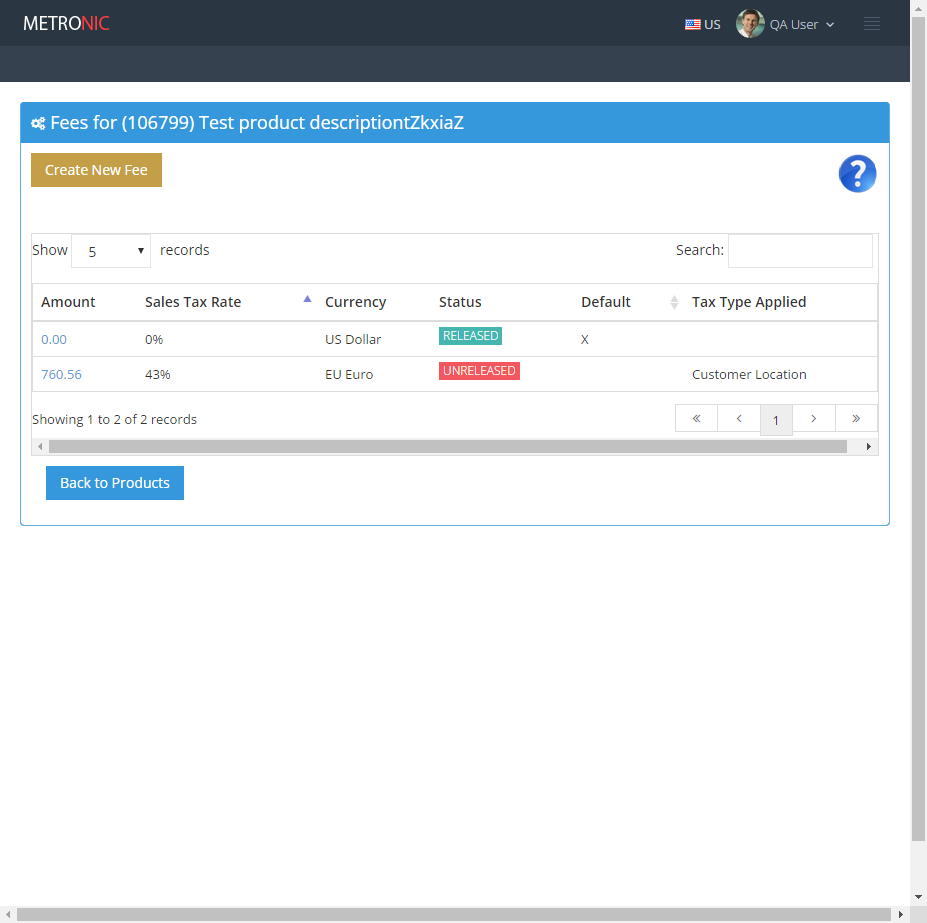 METRONIC
US QA User
Fees for (106799) Test product descriptiontZkxiaZ
Create New Fee
?
Show 5 records Search:
Amount Sales Tax Rate Currency Status Default Tax Type Applied
0.00 0% US Dollar RELEASED X
760.56 43% EU Euro UNRELEASED Customer Location
Showing 1 to 2 of 2 records « ‹ 1 › »
Back to Products